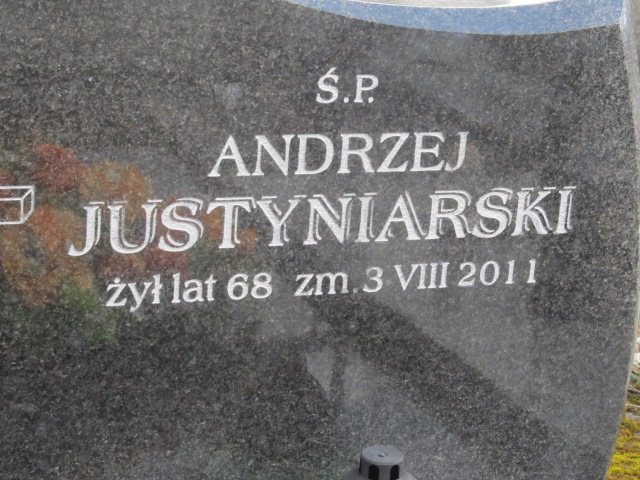 Ś.P.
ANDRZEJ
JUSTYNIARSKI
żył lat 68 zm. 3 VIII 2011